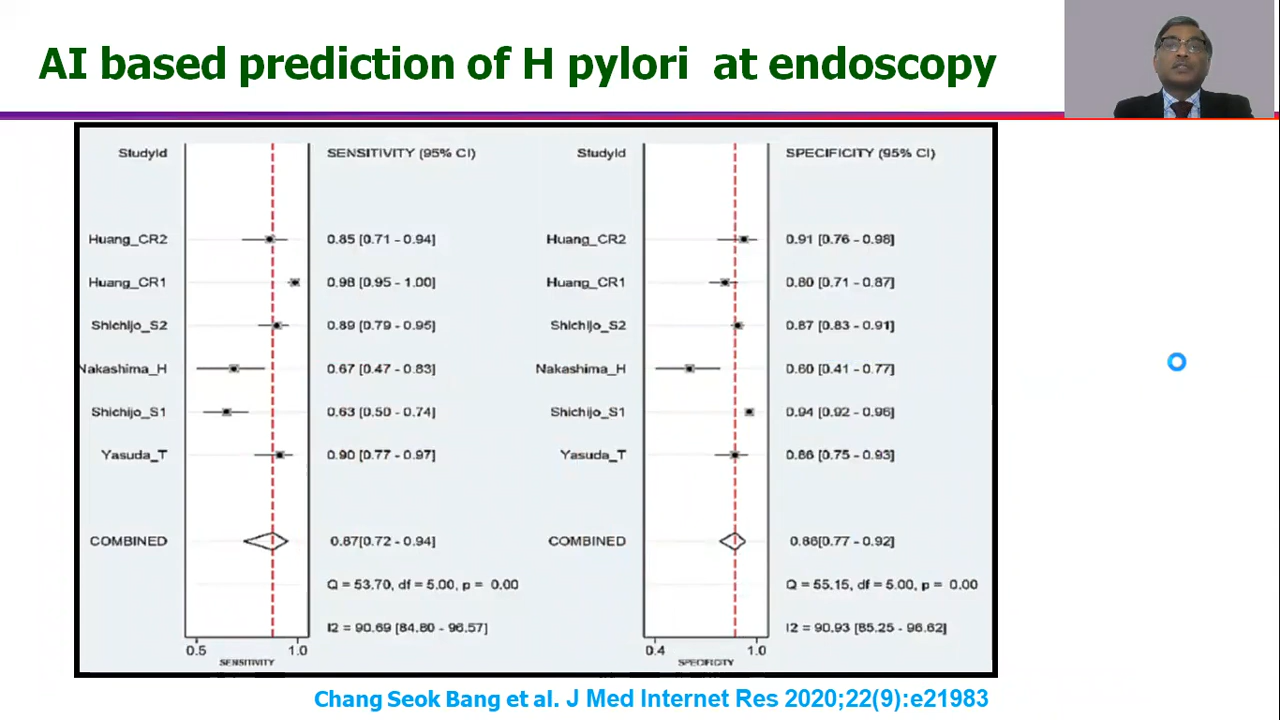 AI based prediction of H pylori at endoscopy
StudyId SENSITIVITY (95% CI) StudyId SPECIFICITY (95% CI)
Huang_CR2 0.85 [0.71 - 0.94] Huang_CR2 0.91 [0.76 - 0.98]
Huang_CR1 0.98 [0.95 - 1.00] Huang_CR1 0.80 [0.71 - 0.87]
Shichijo_S2 0.89 [0.79 - 0.95] Shichijo_S2 0.87 [0.83 - 0.91]
Nakashima_H 0.67 [0.47 - 0.83] Nakashima_H 0.60 [0.41 - 0.77]
Shichijo_S1 0.63 [0.50 - 0.74] Shichijo_S1 0.94 [0.92 - 0.96]
Yasuda_T 0.90 [0.77 - 0.97] Yasuda_T 0.86 [0.75 - 0.93]
COMBINED 0.87[0.72 - 0.94] COMBINED 0.86[0.77 - 0.92]
Q = 53.70, df = 5.00, p = 0.00 Q = 55.15, df = 5.00, p = 0.00
I2 = 90.69 [84.80 - 96.57] I2 = 90.93 [85.25 - 96.62]
0.5 1.0 0.4 1.0
SENSITIVITY SPECIFICITY
Chang Seok Bang et al. J Med Internet Res 2020;22(9):e21983